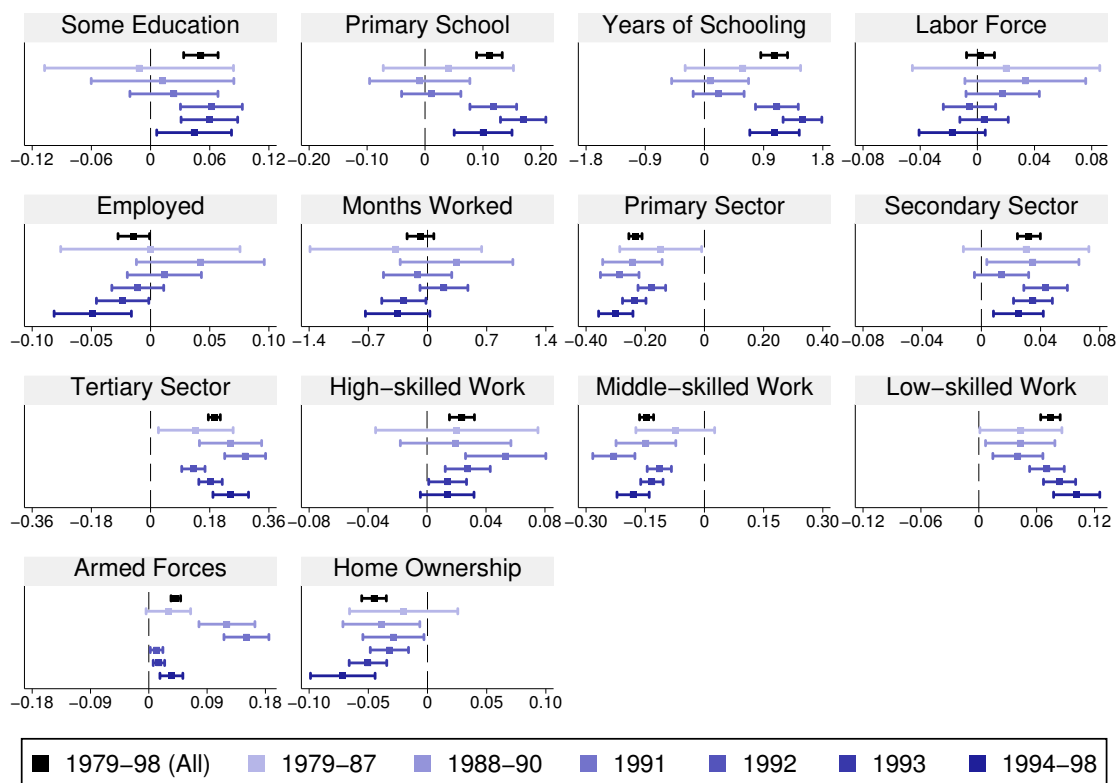 Some Education Primary School Years of Schooling Labor Force
−0.12 −0.06 0 0.06 0.12 −0.20 −0.10 0 0.10 0.20 −1.8 −0.9 0 0.9 1.8 −0.08 −0.04 0 0.04 0.08
Employed Months Worked Primary Sector Secondary Sector
−0.10 −0.05 0 0.05 0.10 −1.4 −0.7 0 0.7 1.4 −0.40 −0.20 0 0.20 0.40 −0.08 −0.04 0 0.04 0.08
Tertiary Sector High−skilled Work Middle−skilled Work Low−skilled Work
−0.36 −0.18 0 0.18 0.36 −0.08 −0.04 0 0.04 0.08 −0.30 −0.15 0 0.15 0.30 −0.12 −0.06 0 0.06 0.12
Armed Forces Home Ownership
−0.18 −0.09 0 0.09 0.18 −0.10 −0.05 0 0.05 0.10
1979−98 (All) 1979−87 1988−90 1991 1992 1993 1994−98